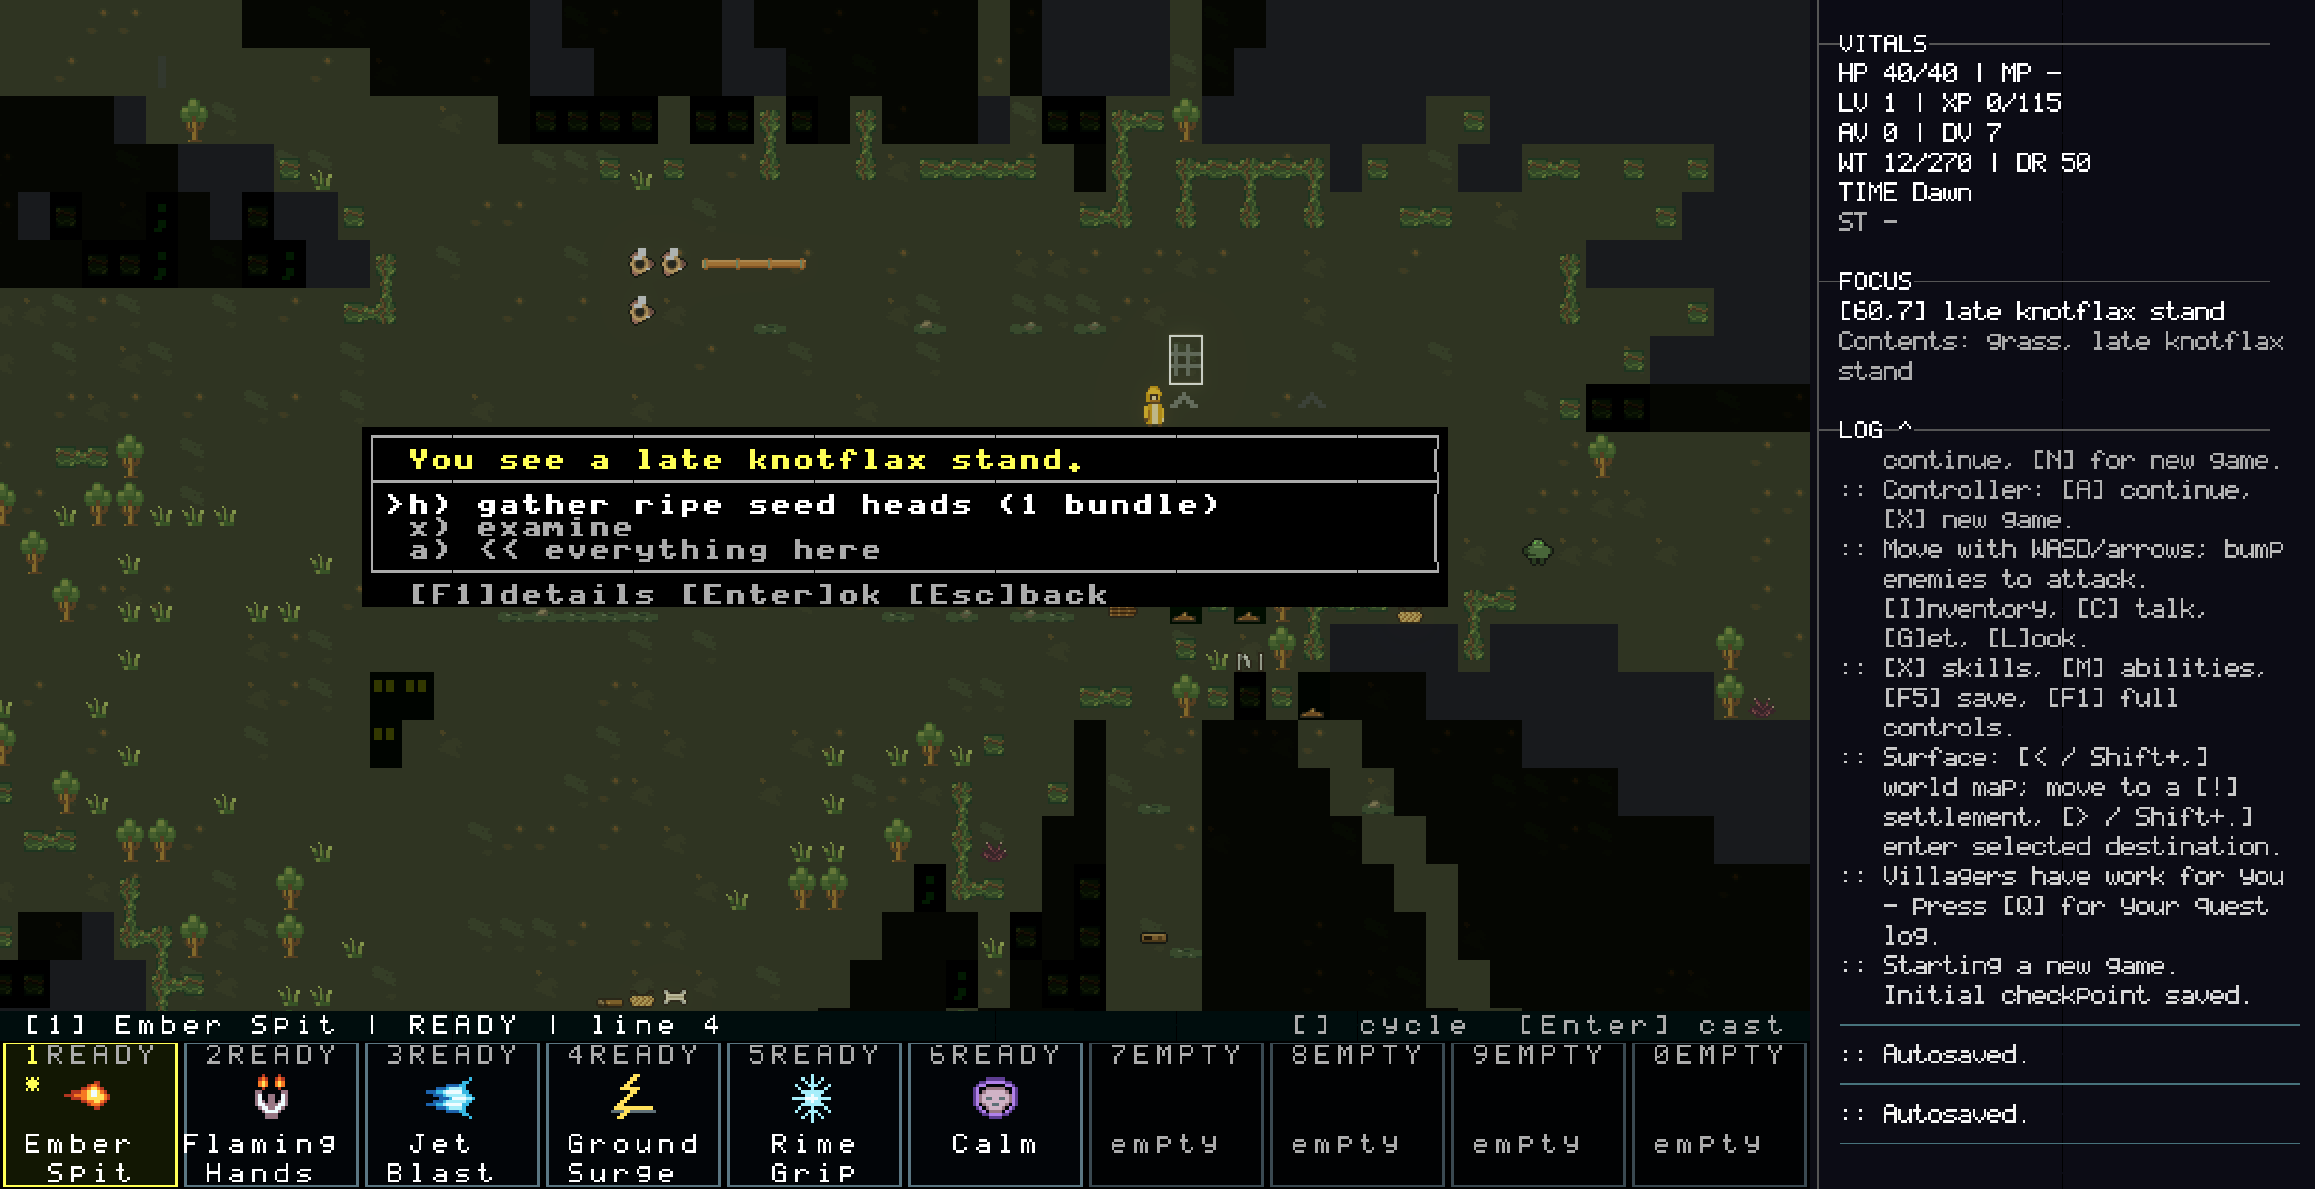 VITALS
HP 40/40 | MP -
LV 1 | XP 0/115
AV 0 | DV 7
WT 12/270 | DR 50
TIME Dawn
ST -
FOCUS
[60,7] late knotflax stand
Contents: grass, late knotflax
stand
LOG ^
continue, [N] for new game.
:: Controller: [A] continue,
[X] new game.
:: Move with WASD/arrows; bump
enemies to attack.
[I]nventory, [C] talk,
[G]et, [L]ook.
:: [X] skills, [M] abilities,
[F5] save, [F1] full
controls.
:: Surface: [< / Shift+,]
world map; move to a [!]
settlement, [> / Shift+.]
enter selected destination.
:: Villagers have work for you
- press [Q] for your quest
log.
:: Starting a new game.
Initial checkpoint saved.
:: Autosaved.
:: Autosaved.
You see a late knotflax stand.
>h) gather ripe seed heads (1 bundle)
x) examine
a) << everything here
[F1]details [Enter]ok [Esc]back
[1] Ember Spit | READY | line 4
[] cycle [Enter] cast
1READY 2READY 3READY 4READY 5READY 6READY 7EMPTY 8EMPTY 9EMPTY 0EMPTY
*
Ember Spit
Flaming Hands
Jet Blast
Ground Surge
Rime Grip
Calm
empty
empty
empty
empty